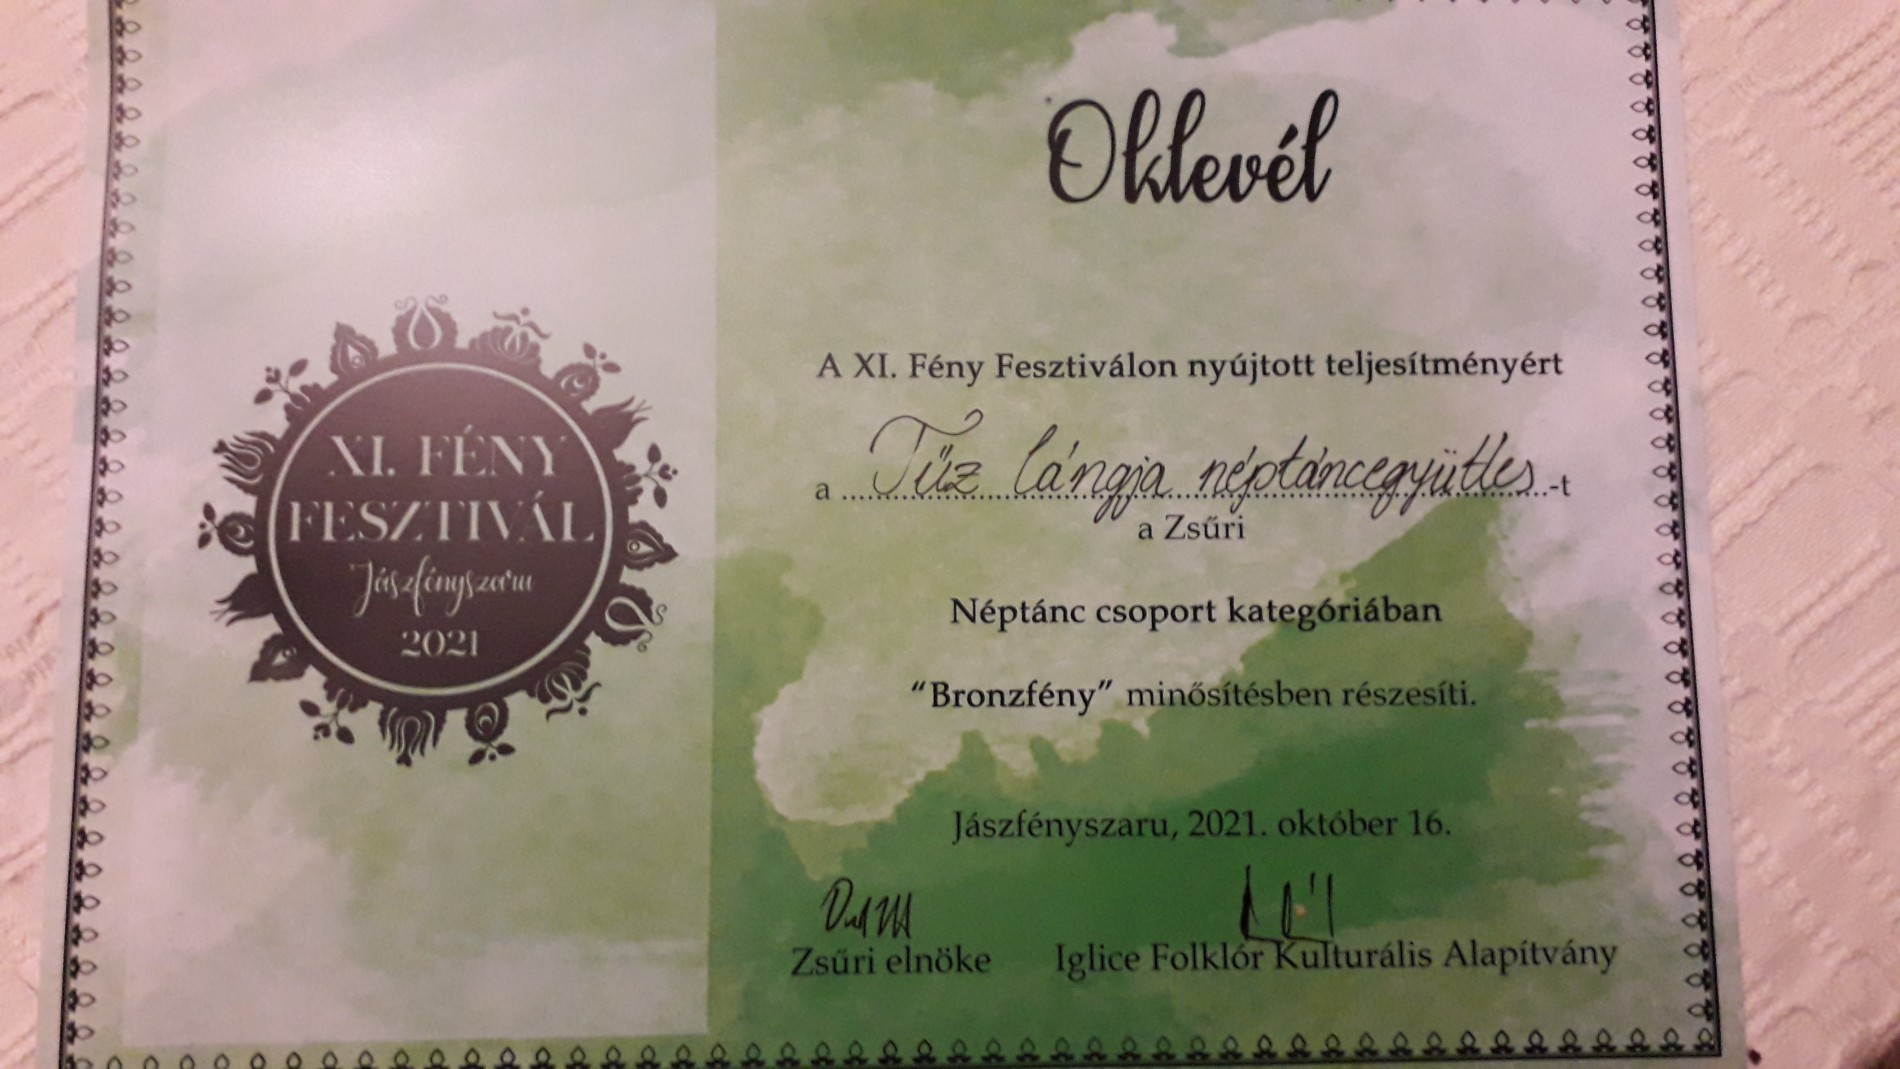 XI. FÉNY
FESZTIVÁL
Jászfényszaru
2021
Oklevél
A XI. Fény Fesztiválon nyújtott teljesítményért
a Tűz lángja néptáncegyüttes -t
a Zsűri
Néptánc csoport kategóriában
“Bronzfény” minősítésben részesíti.
Jászfényszaru, 2021. október 16.
Zsűri elnöke
Iglice Folklór Kulturális Alapítvány